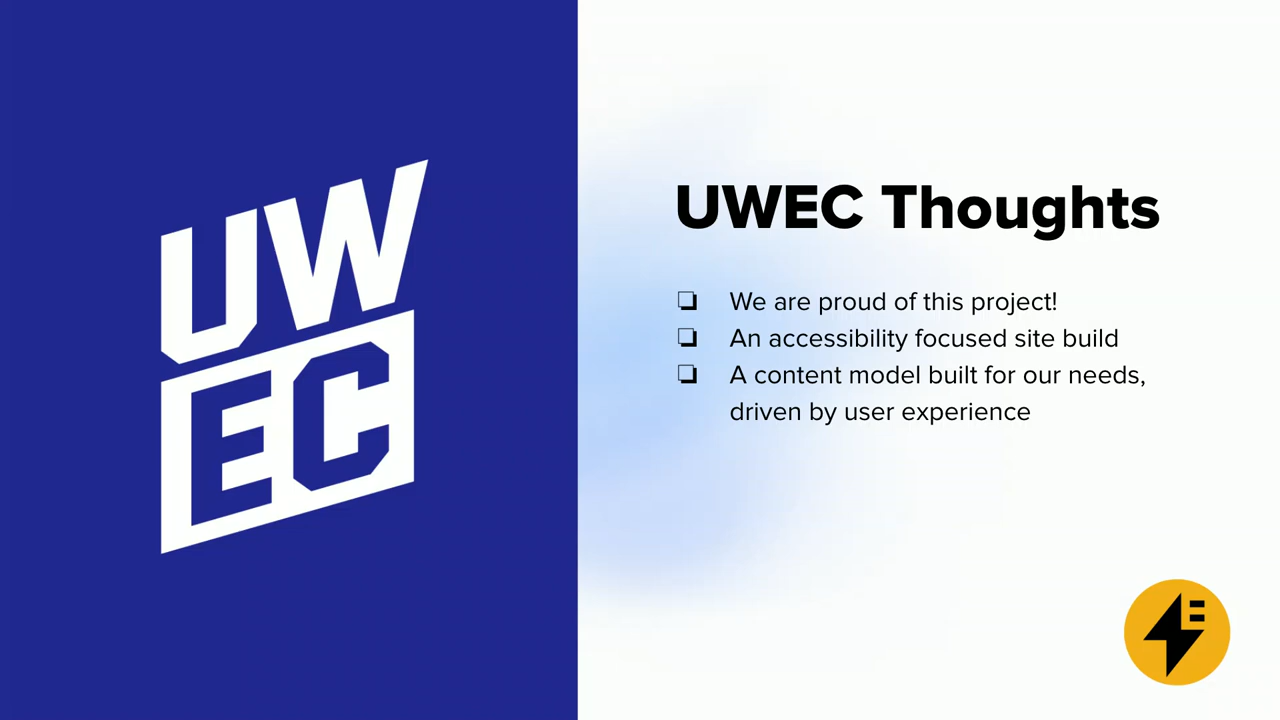 UW
EC
UWEC Thoughts
❏ We are proud of this project!
❏ An accessibility focused site build
❏ A content model built for our needs,
driven by user experience
E